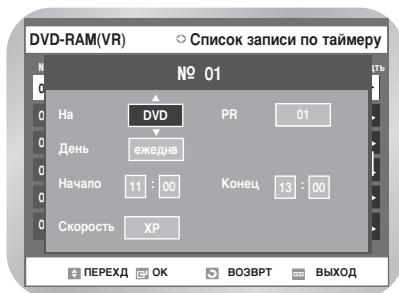 DVD-RAM(VR) Список записи по таймеру
№ 01
На DVD PR 01
День ежеднв
Начало 11 : 00 Конец 13 : 00
Скорость XP
ПЕРЕХД ОК ВОЗВРТ ВЫХОД